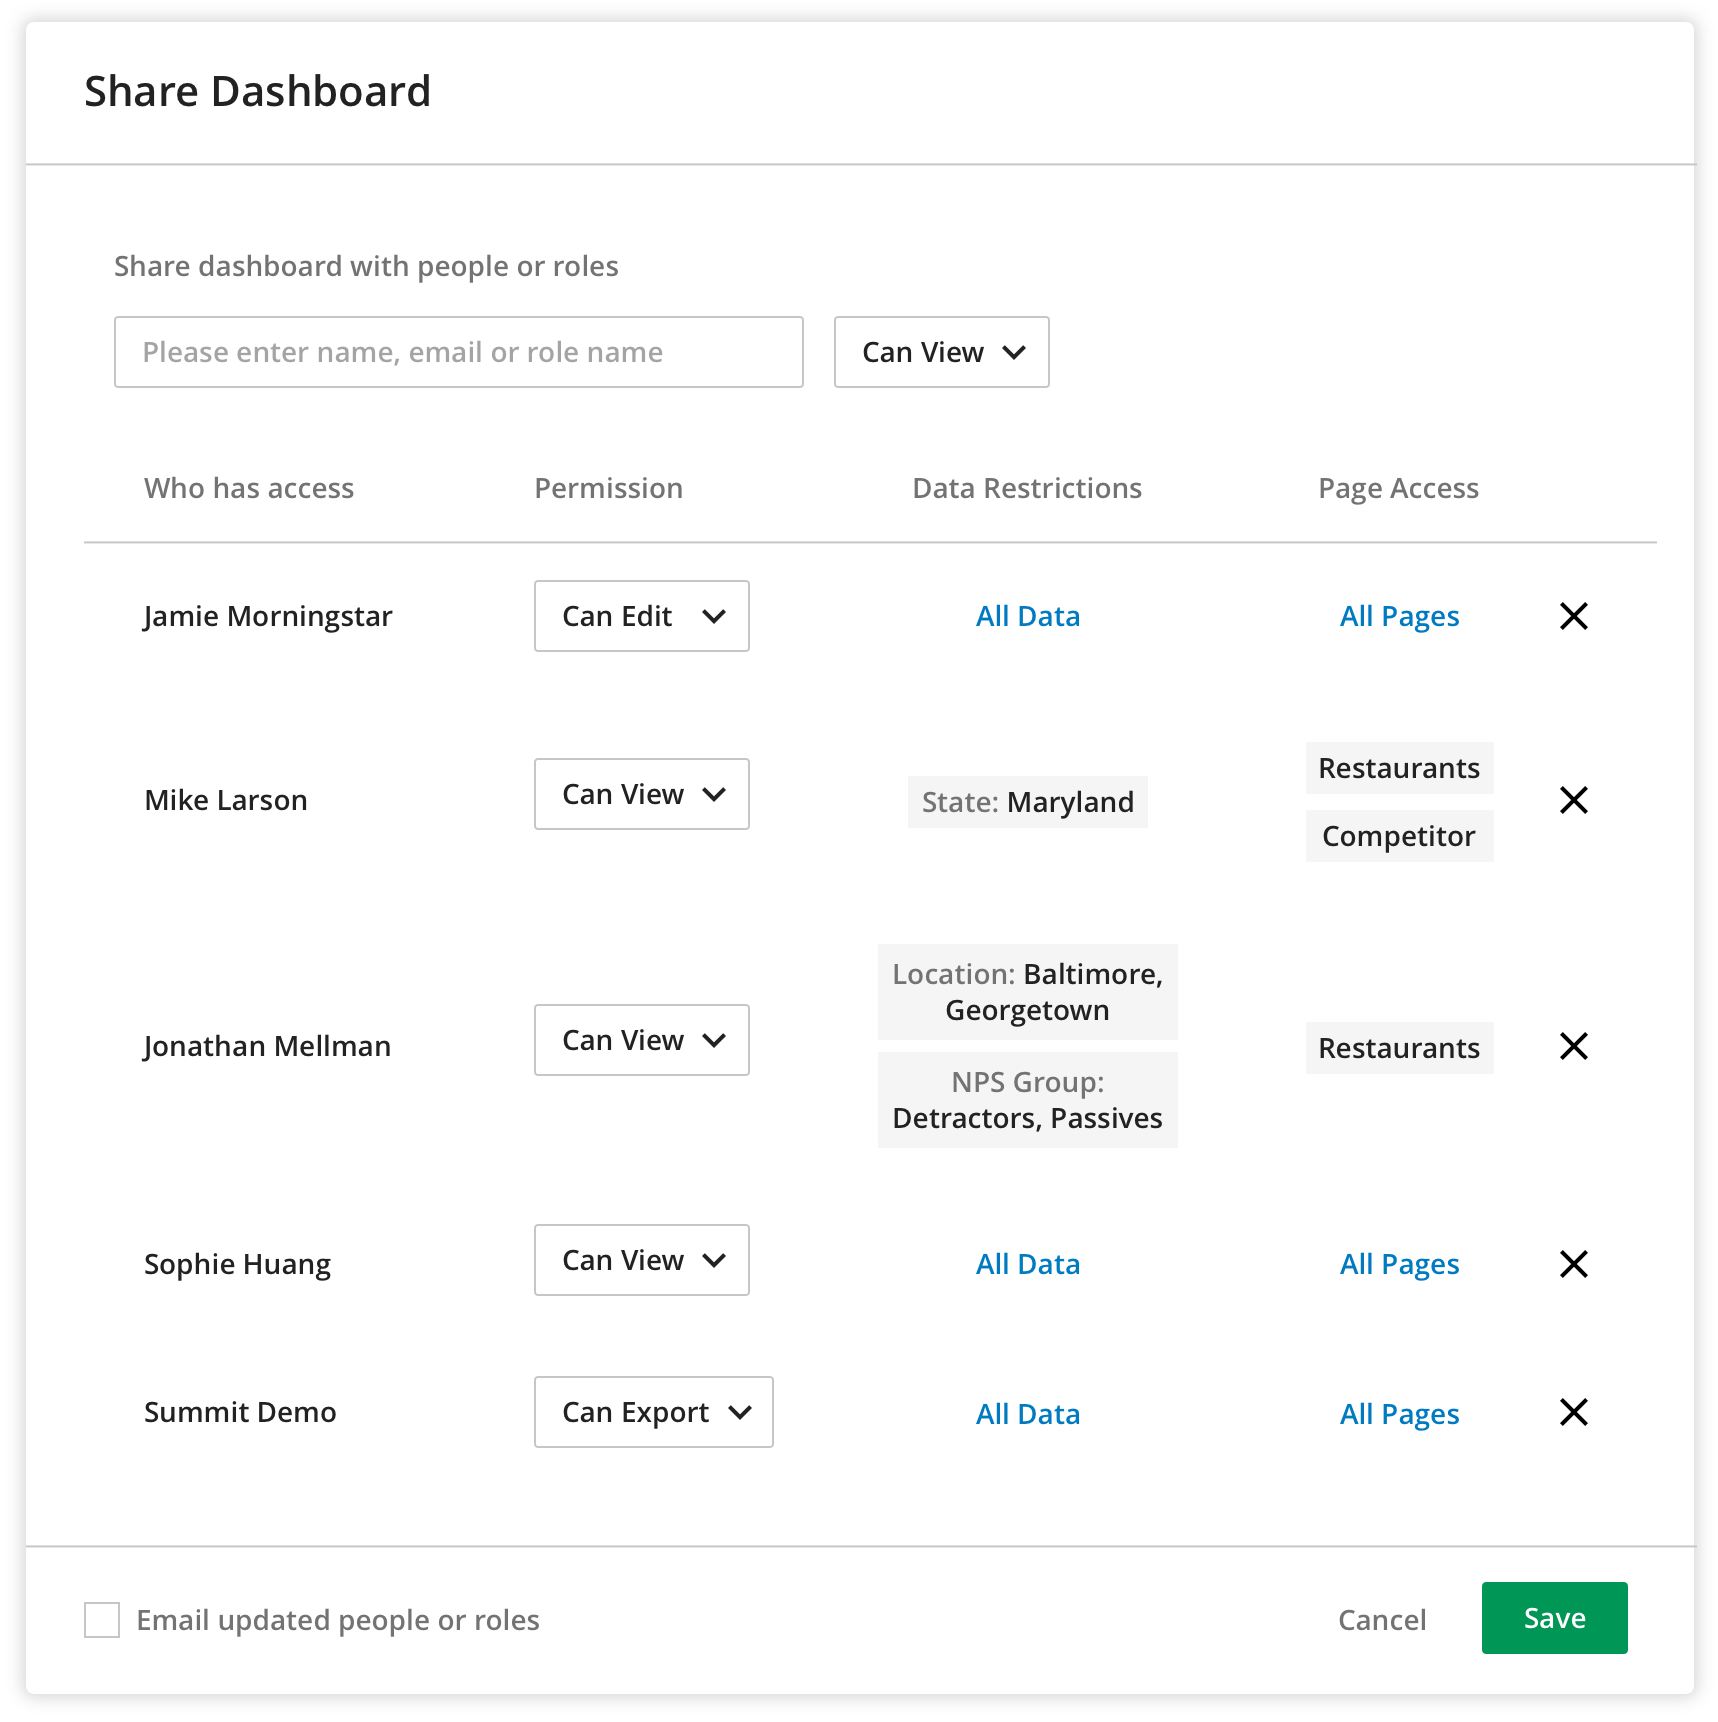 Share Dashboard
Share dashboard with people or roles
Please enter name, email or role name
Can View
Who has access
Permission
Data Restrictions
Page Access
Jamie Morningstar
Can Edit
All Data
All Pages
Mike Larson
Can View
State: Maryland
Restaurants
Competitor
Jonathan Mellman
Can View
Location: Baltimore,
Georgetown
NPS Group:
Detractors, Passives
Restaurants
Sophie Huang
Can View
All Data
All Pages
Summit Demo
Can Export
All Data
All Pages
Email updated people or roles
Cancel
Save